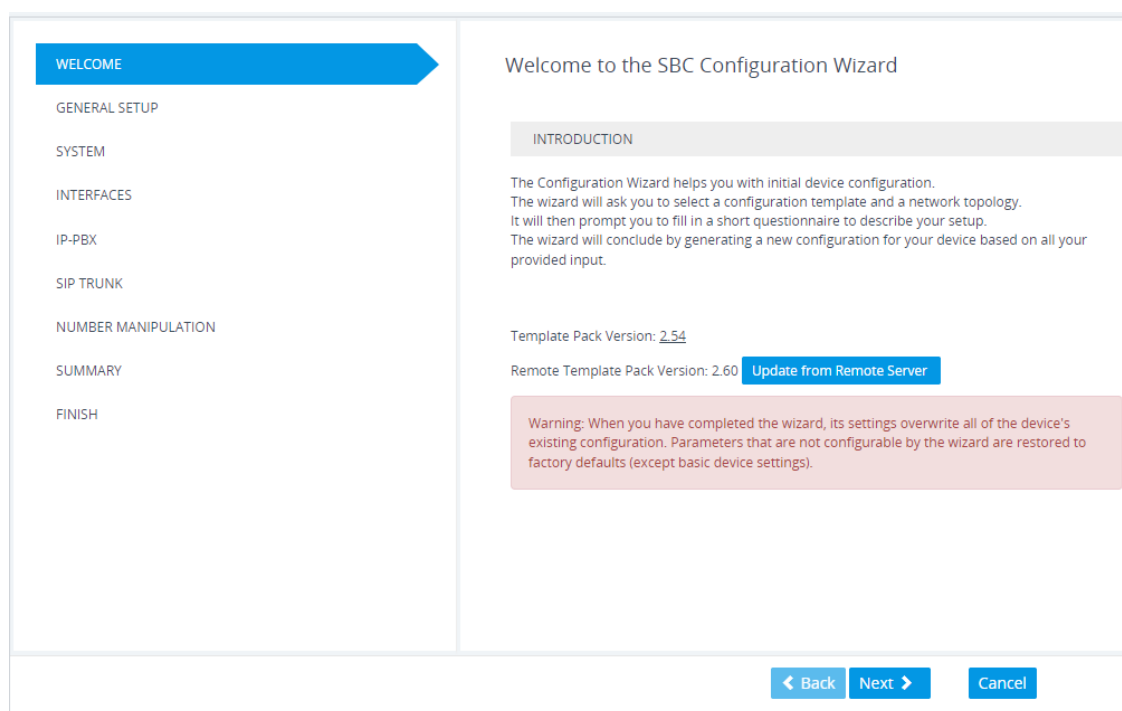 WELCOME
GENERAL SETUP
SYSTEM
INTERFACES
IP-PBX
SIP TRUNK
NUMBER MANIPULATION
SUMMARY
FINISH
Welcome to the SBC Configuration Wizard
INTRODUCTION
The Configuration Wizard helps you with initial device configuration.
The wizard will ask you to select a configuration template and a network topology.
It will then prompt you to fill in a short questionnaire to describe your setup.
The wizard will conclude by generating a new configuration for your device based on all your
provided input.
Template Pack Version: 2.54
Remote Template Pack Version: 2.60 Update from Remote Server
Warning: When you have completed the wizard, its settings overwrite all of the device's
existing configuration. Parameters that are not configurable by the wizard are restored to
factory defaults (except basic device settings).
Back Next Cancel